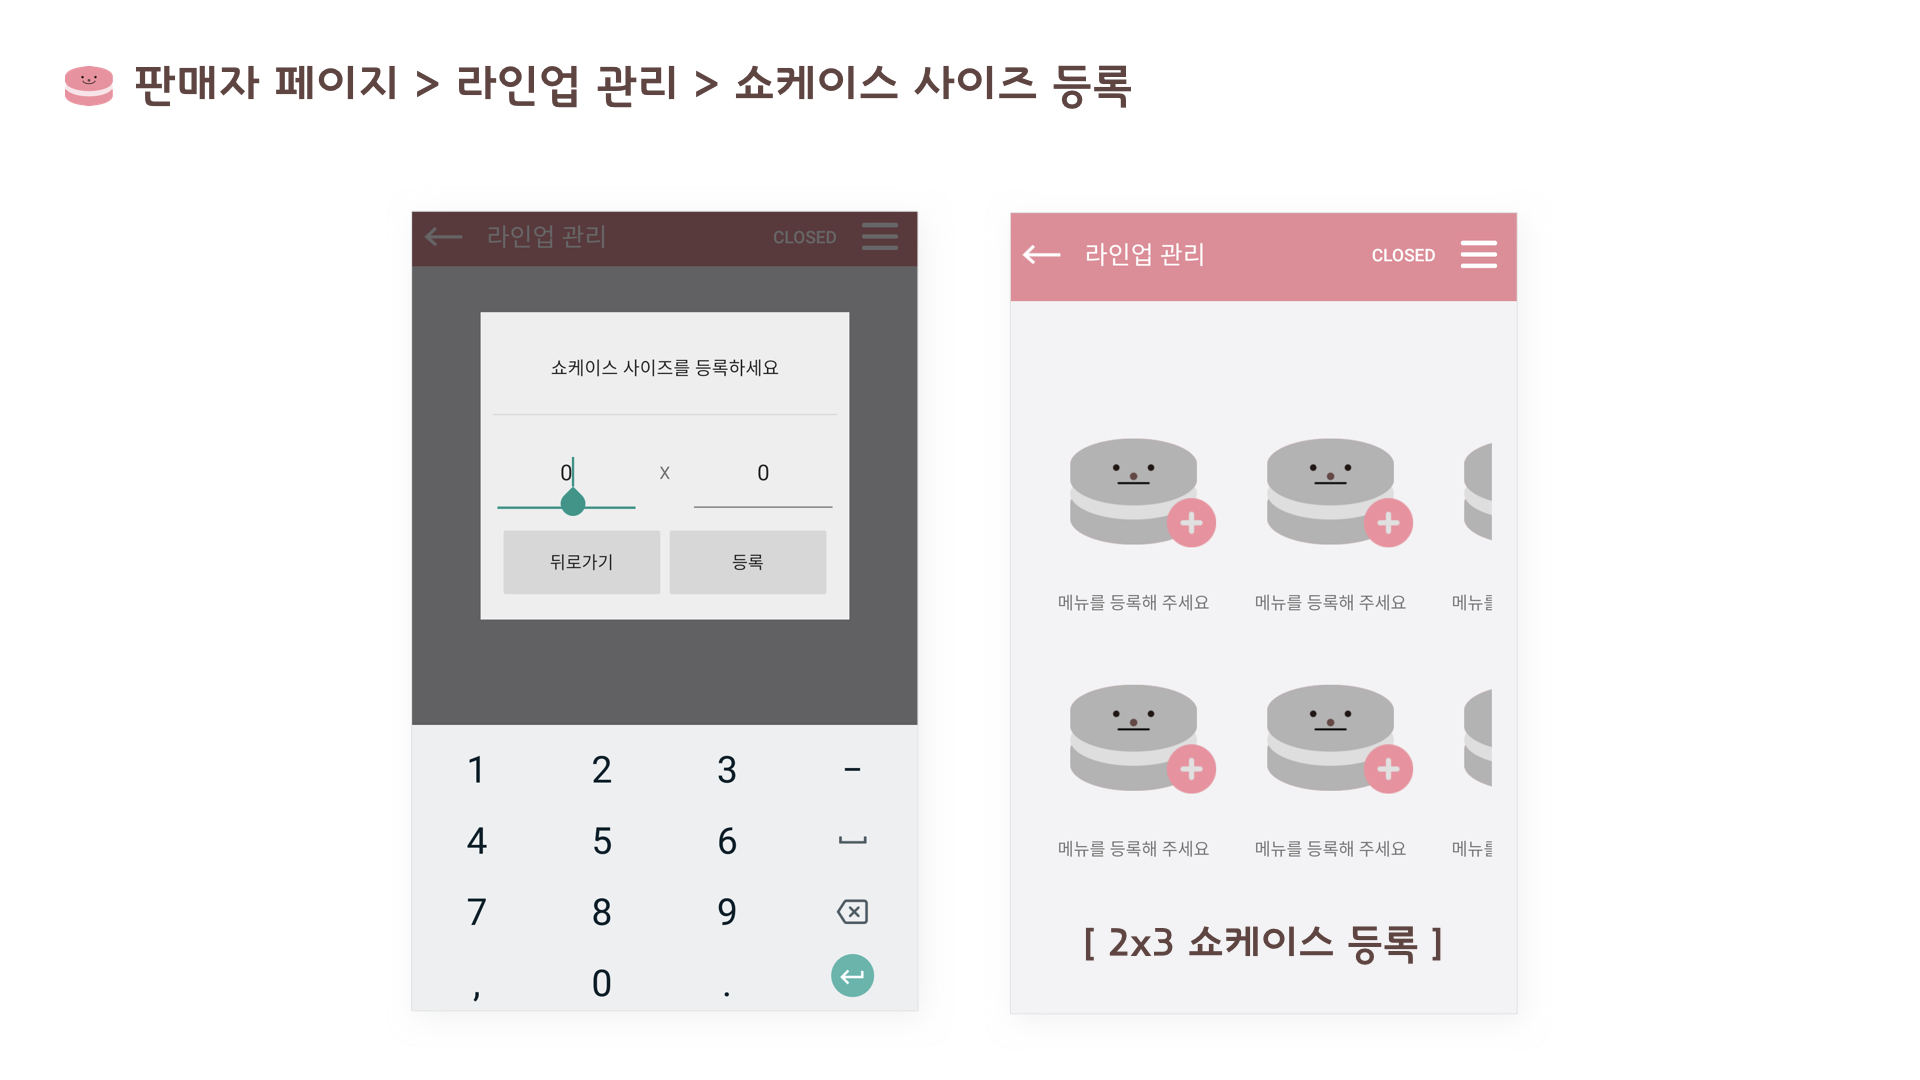 판매자 페이지 > 라인업 관리 > 쇼케이스 사이즈 등록
라인업 관리
CLOSED
쇼케이스 사이즈를 등록하세요
0 x 0
뒤로가기
등록
1 2 3 -
4 5 6
7 8 9
, 0 .
라인업 관리
CLOSED
메뉴를 등록해 주세요
메뉴를 등록해 주세요
메뉴를
메뉴를 등록해 주세요
메뉴를 등록해 주세요
메뉴를
[ 2x3 쇼케이스 등록 ]